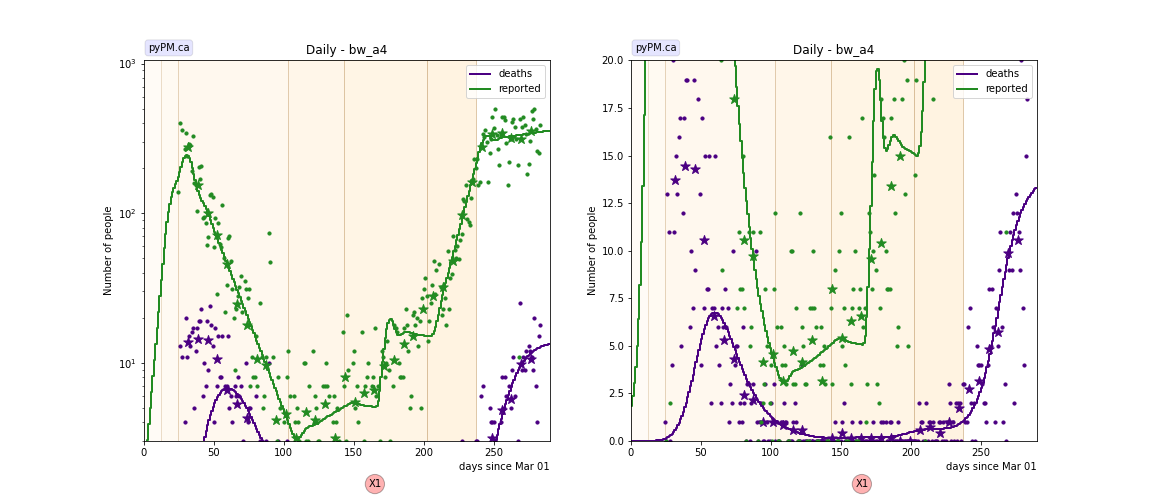 pyPM.ca
Daily - bw_a4
deaths
reported
10³
10²
10¹
Number of people
0 50 100 150 200 250
days since Mar 01
X1
pyPM.ca
Daily - bw_a4
deaths
reported
20.0
17.5
15.0
12.5
10.0
7.5
5.0
2.5
0.0
Number of people
0 50 100 150 200 250
days since Mar 01
X1